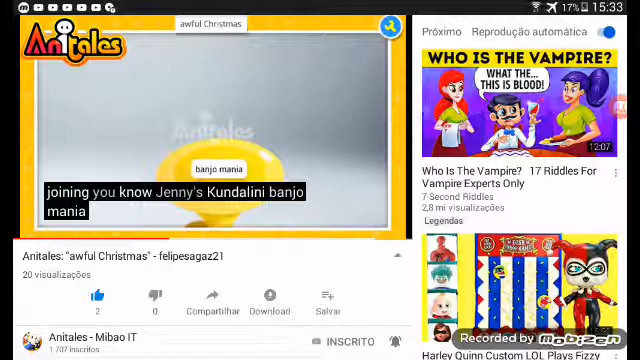 17% 15:33
awful Christmas
Anitales
Anitales
banjo mania
joining you know Jenny's Kundalini banjo
mania
Anitales: "awful Christmas" - felipesagaz21
20 visualizações
2
0
Compartilhar
Download
Salvar
Anitales - Mibao IT
1 707 inscritos
INSCRITO
Próximo
Reprodução automática
WHO IS THE VAMPIRE?
WHAT THE...
THIS IS BLOOD!
12:07
Who Is The Vampire? 17 Riddles For
Vampire Experts Only
7-Second Riddles
2,8 mi visualizações
Legendas
Recorded by mobizen
Harley Quinn Custom LOL Plays Fizzy